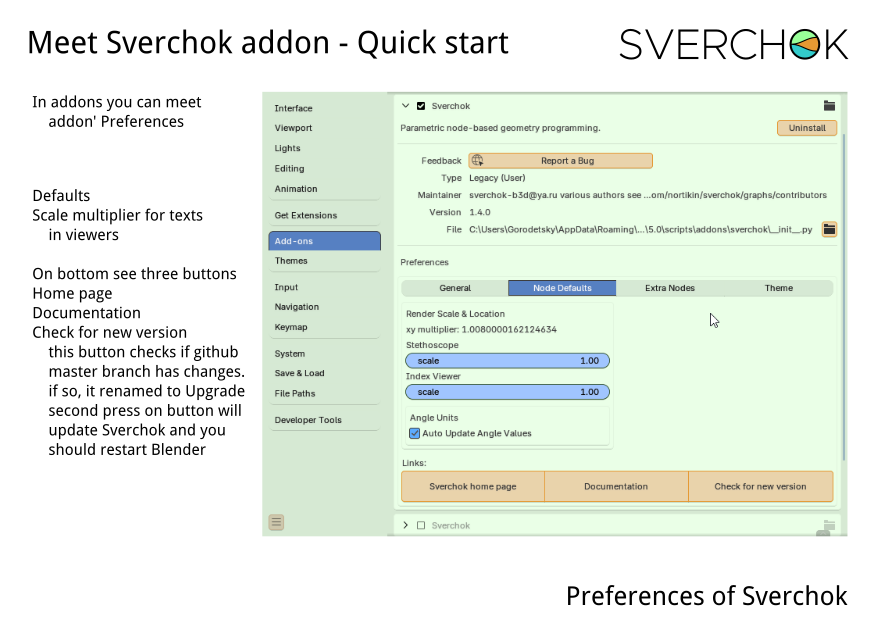 Meet Sverchok addon - Quick start
SVERCHOK
In addons you can meet
addon' Preferences
Defaults
Scale multiplier for texts
in viewers
On bottom see three buttons
Home page
Documentation
Check for new version
this button checks if github
master branch has changes.
if so, it renamed to Upgrade
second press on button will
update Sverchok and you
should restart Blender
Interface
Viewport
Lights
Editing
Animation
Get Extensions
Add-ons
Themes
Input
Navigation
Keymap
System
Save & Load
File Paths
Developer Tools
Sverchok
Parametric node-based geometry programming.
Uninstall
Feedback Report a Bug
Type Legacy (User)
Maintainer sverchok-b3d@ya.ru various authors see ...om/nortikin/sverchok/graphs/contributors
Version 1.4.0
File C:\Users\Gorodetsky\AppData\Roaming\...\5.0\scripts\addons\sverchok\__init__.py
Preferences
General Node Defaults Extra Nodes Theme
Render Scale & Location
xy multiplier: 1.0080000162124634
Stethoscope
scale 1.00
Index Viewer
scale 1.00
Angle Units
Auto Update Angle Values
Links:
Sverchok home page Documentation Check for new version
Sverchok
Preferences of Sverchok